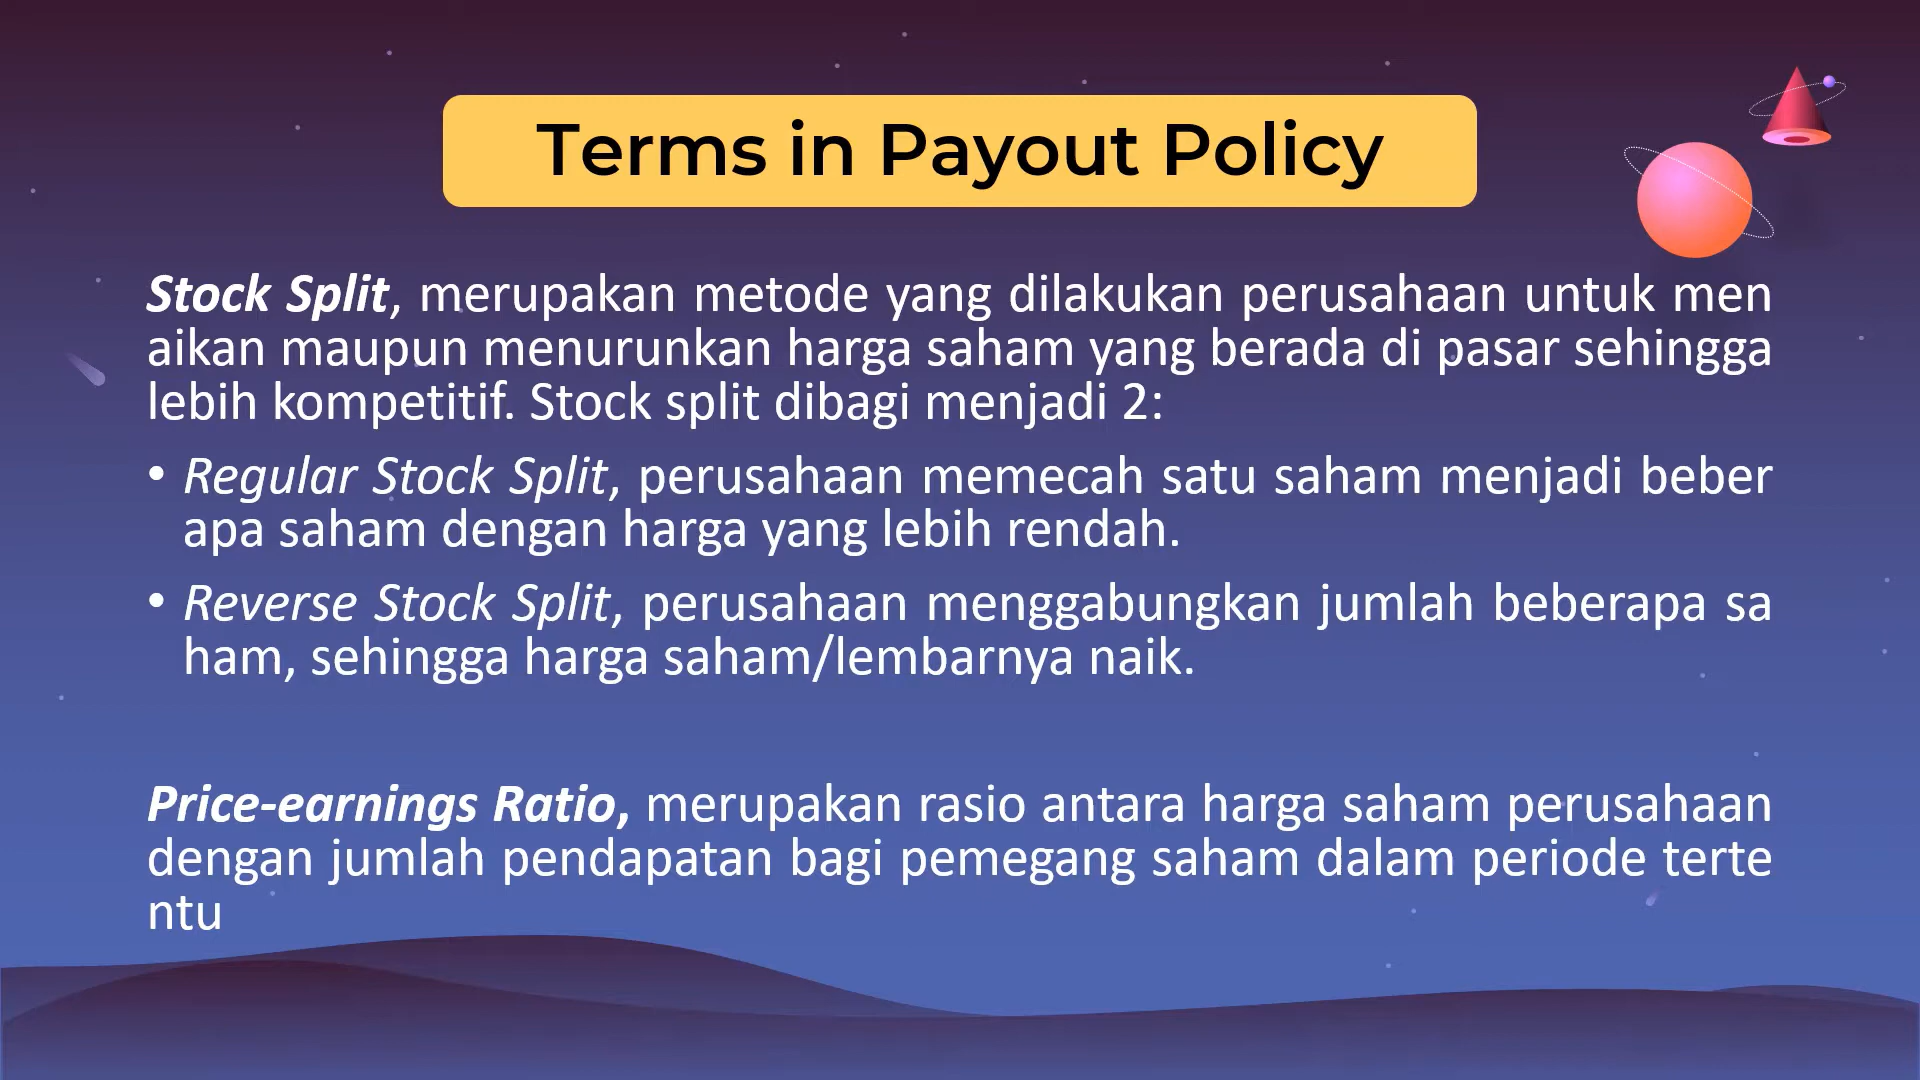 Terms in Payout Policy
Stock Split, merupakan metode yang dilakukan perusahaan untuk men
aikan maupun menurunkan harga saham yang berada di pasar sehingga
lebih kompetitif. Stock split dibagi menjadi 2:
• Regular Stock Split, perusahaan memecah satu saham menjadi beber
apa saham dengan harga yang lebih rendah.
• Reverse Stock Split, perusahaan menggabungkan jumlah beberapa sa
ham, sehingga harga saham/lembarnya naik.
Price-earnings Ratio, merupakan rasio antara harga saham perusahaan
dengan jumlah pendapatan bagi pemegang saham dalam periode terte
ntu